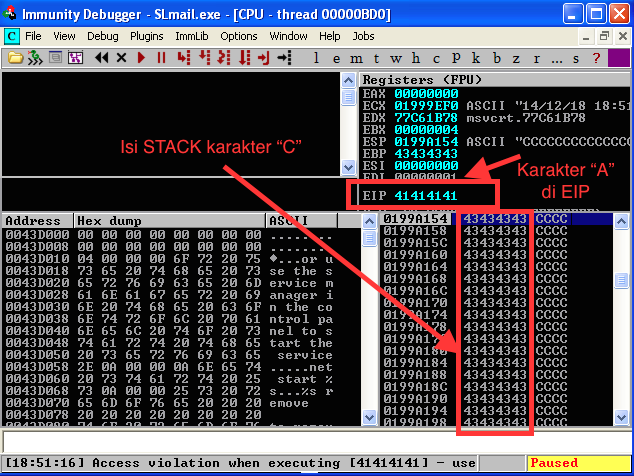 Immunity Debugger - SLmail.exe - [CPU - thread 00000BD0]
C File View Debug Plugins ImmLib Options Window Help Jobs
l e m t w h c p k b z r ... s ?
Registers (FPU)
EAX 00000000
ECX 01999EF0 ASCII "14/12/18 18:51
EDX 77C61B78 msvcrt.77C61B78
EBX 00000004
ESP 0199A154 ASCII "CCCCCCCCCCCCC
EBP 43434343
ESI 00000000
EDI 00000001
EIP 41414141
Isi STACK karakter “C”
Karakter “A”
di EIP
Address Hex dump ASCII
0043D000 00 00 00 00 00 00 00 00 ........
0043D008 00 00 00 00 00 00 00 00 ........
0043D010 04 00 00 00 6F 72 20 75 ♦...or u
0043D018 73 65 20 74 68 65 20 73 se the s
0043D020 65 72 76 69 63 65 20 6D ervice m
0043D028 61 6E 61 67 65 72 20 69 anager i
0043D030 6E 20 74 68 65 20 63 6F n the co
0043D038 6E 74 72 6F 6C 20 70 61 ntrol pa
0043D040 6E 65 6C 20 74 6F 20 73 nel to s
0043D048 74 61 72 74 20 74 68 65 tart the
0043D050 20 73 65 72 76 69 63 65 service
0043D058 2E 0A 00 00 0A 6E 65 74 .....net
0043D060 20 73 74 61 72 74 20 25 start %
0043D068 73 0A 00 00 25 73 20 72 s...%s r
0043D070 65 6D 6F 76 65 20 20 20 emove
0043D078 20 20 20 20 20 20 20 20
0199A154 43434343 CCCC
0199A158 43434343 CCCC
0199A15C 43434343 CCCC
0199A160 43434343 CCCC
0199A164 43434343 CCCC
0199A168 43434343 CCCC
0199A16C 43434343 CCCC
0199A170 43434343 CCCC
0199A174 43434343 CCCC
0199A178 43434343 CCCC
0199A17C 43434343 CCCC
0199A180 43434343 CCCC
0199A184 43434343 CCCC
0199A188 43434343 CCCC
0199A18C 43434343 CCCC
0199A190 43434343 CCCC
0199A194 43434343 CCCC
0199A198 43434343 CCCC
[18:51:16] Access violation when executing [41414141] - use
Paused